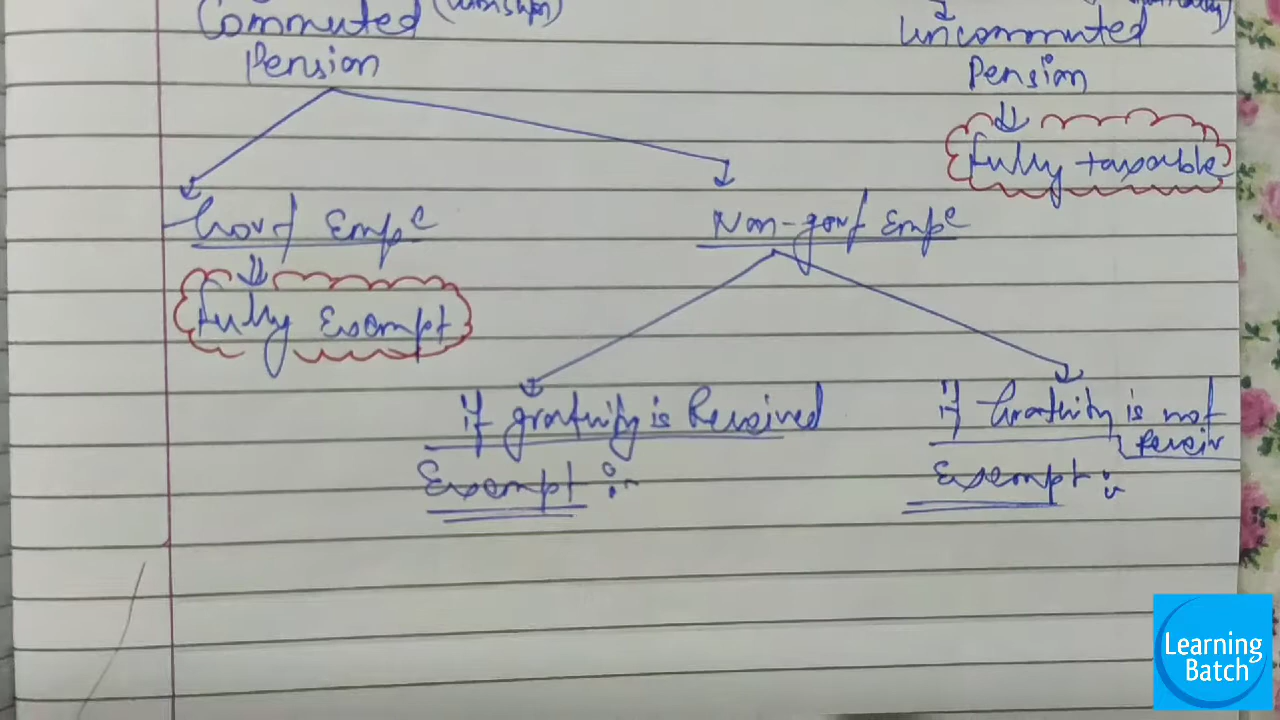 Commuted (Lumsum)
Pension
Uncommuted
Pension
fully taxable
Govt Empe
fully Exempt
Non-govt Empe
if gratuity is Received
Exempt :-
if Gratuity is not
Receiv
Exempt :-
Learning
Batch